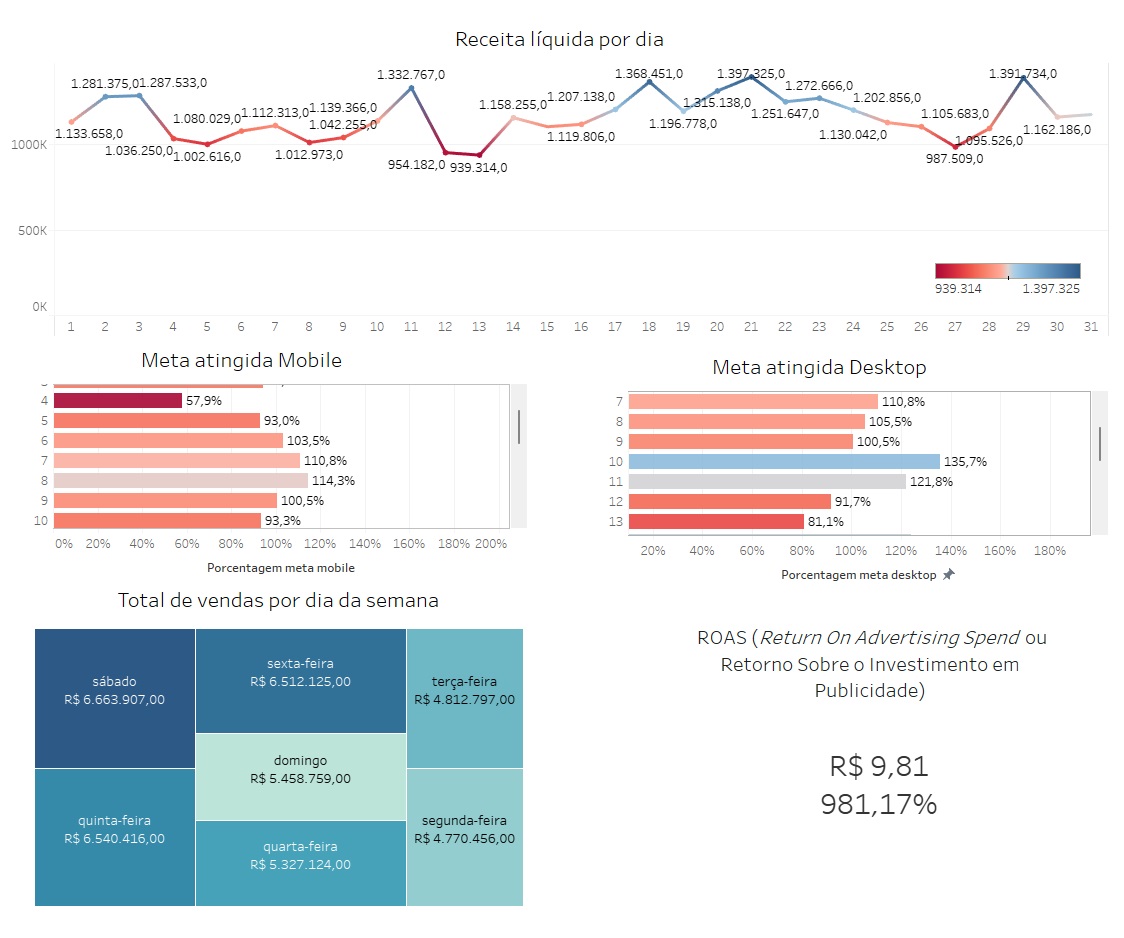 Receita líquida por dia
1.281.375,0
1.287.533,0
1.133.658,0
1.036.250,0
1.002.616,0
1.080.029,0
1.112.313,0
1.012.973,0
1.139.366,0
1.042.255,0
1.332.767,0
954.182,0
939.314,0
1.158.255,0
1.207.138,0
119.806,0
1.368.451,0
1.196.778,0
1.315.138,0
1.397.325,0
1.251.647,0
1.272.666,0
1.130.042,0
1.202.856,0
1.105.683,0
987.509,0
1.095.526,0
1.391.734,0
1.162.186,0
1000K
500K
0K
939.314 1.397.325
1 2 3 4 5 6 7 8 9 10 11 12 13 14 15 16 17 18 19 20 21 22 23 24 25 26 27 28 29 30 31
Meta atingida Mobile
4 57,9%
5 93,0%
6 103,5%
7 110,8%
8 114,3%
9 100,5%
10 93,3%
0% 20% 40% 60% 80% 100% 120% 140% 160% 180% 200%
Porcentagem meta mobile
Meta atingida Desktop
7 110,8%
8 105,5%
9 100,5%
10 135,7%
11 121,8%
12 91,7%
13 81,1%
20% 40% 60% 80% 100% 120% 140% 160% 180%
Porcentagem meta desktop
Total de vendas por dia da semana
sábado
R$ 6.663.907,00
sexta-feira
R$ 6.512.125,00
terça-feira
R$ 4.812.797,00
domingo
R$ 5.458.759,00
quinta-feira
R$ 6.540.416,00
quarta-feira
R$ 5.327.124,00
segunda-feira
R$ 4.770.456,00
ROAS (Return On Advertising Spend ou
Retorno Sobre o Investimento em
Publicidade)
R$ 9,81
981,17%